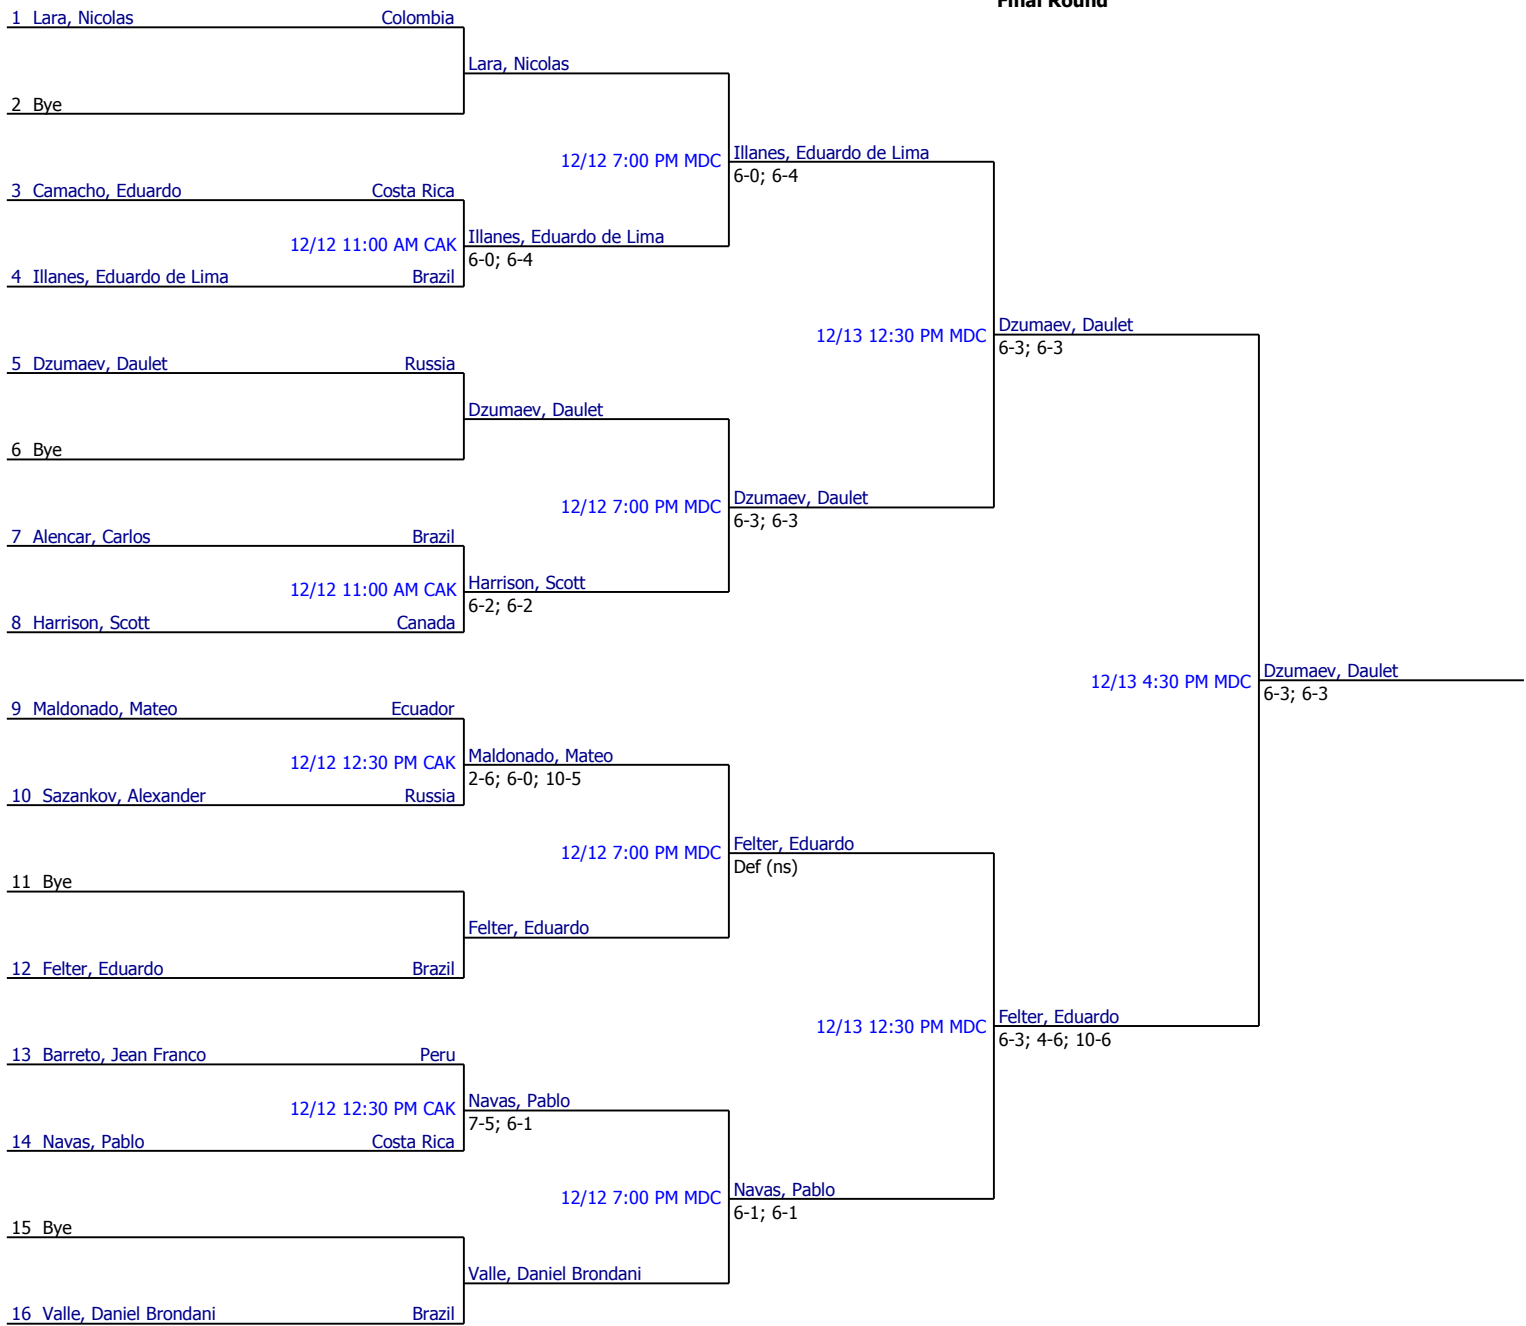 Final Round
1 Lara, Nicolas Colombia
Lara, Nicolas
2 Bye
12/12 7:00 PM MDC Illanes, Eduardo de Lima
6-0; 6-4
3 Camacho, Eduardo Costa Rica
12/12 11:00 AM CAK Illanes, Eduardo de Lima
6-0; 6-4
4 Illanes, Eduardo de Lima Brazil
12/13 12:30 PM MDC Dzumaev, Daulet
6-3; 6-3
5 Dzumaev, Daulet Russia
Dzumaev, Daulet
6 Bye
12/12 7:00 PM MDC Dzumaev, Daulet
6-3; 6-3
7 Alencar, Carlos Brazil
12/12 11:00 AM CAK Harrison, Scott
6-2; 6-2
8 Harrison, Scott Canada
12/13 4:30 PM MDC Dzumaev, Daulet
6-3; 6-3
9 Maldonado, Mateo Ecuador
12/12 12:30 PM CAK Maldonado, Mateo
2-6; 6-0; 10-5
10 Sazankov, Alexander Russia
12/12 7:00 PM MDC Felter, Eduardo
Def (ns)
11 Bye
Felter, Eduardo
12 Felter, Eduardo Brazil
12/13 12:30 PM MDC Felter, Eduardo
6-3; 4-6; 10-6
13 Barreto, Jean Franco Peru
12/12 12:30 PM CAK Navas, Pablo
7-5; 6-1
14 Navas, Pablo Costa Rica
12/12 7:00 PM MDC Navas, Pablo
6-1; 6-1
15 Bye
Valle, Daniel Brondani
16 Valle, Daniel Brondani Brazil